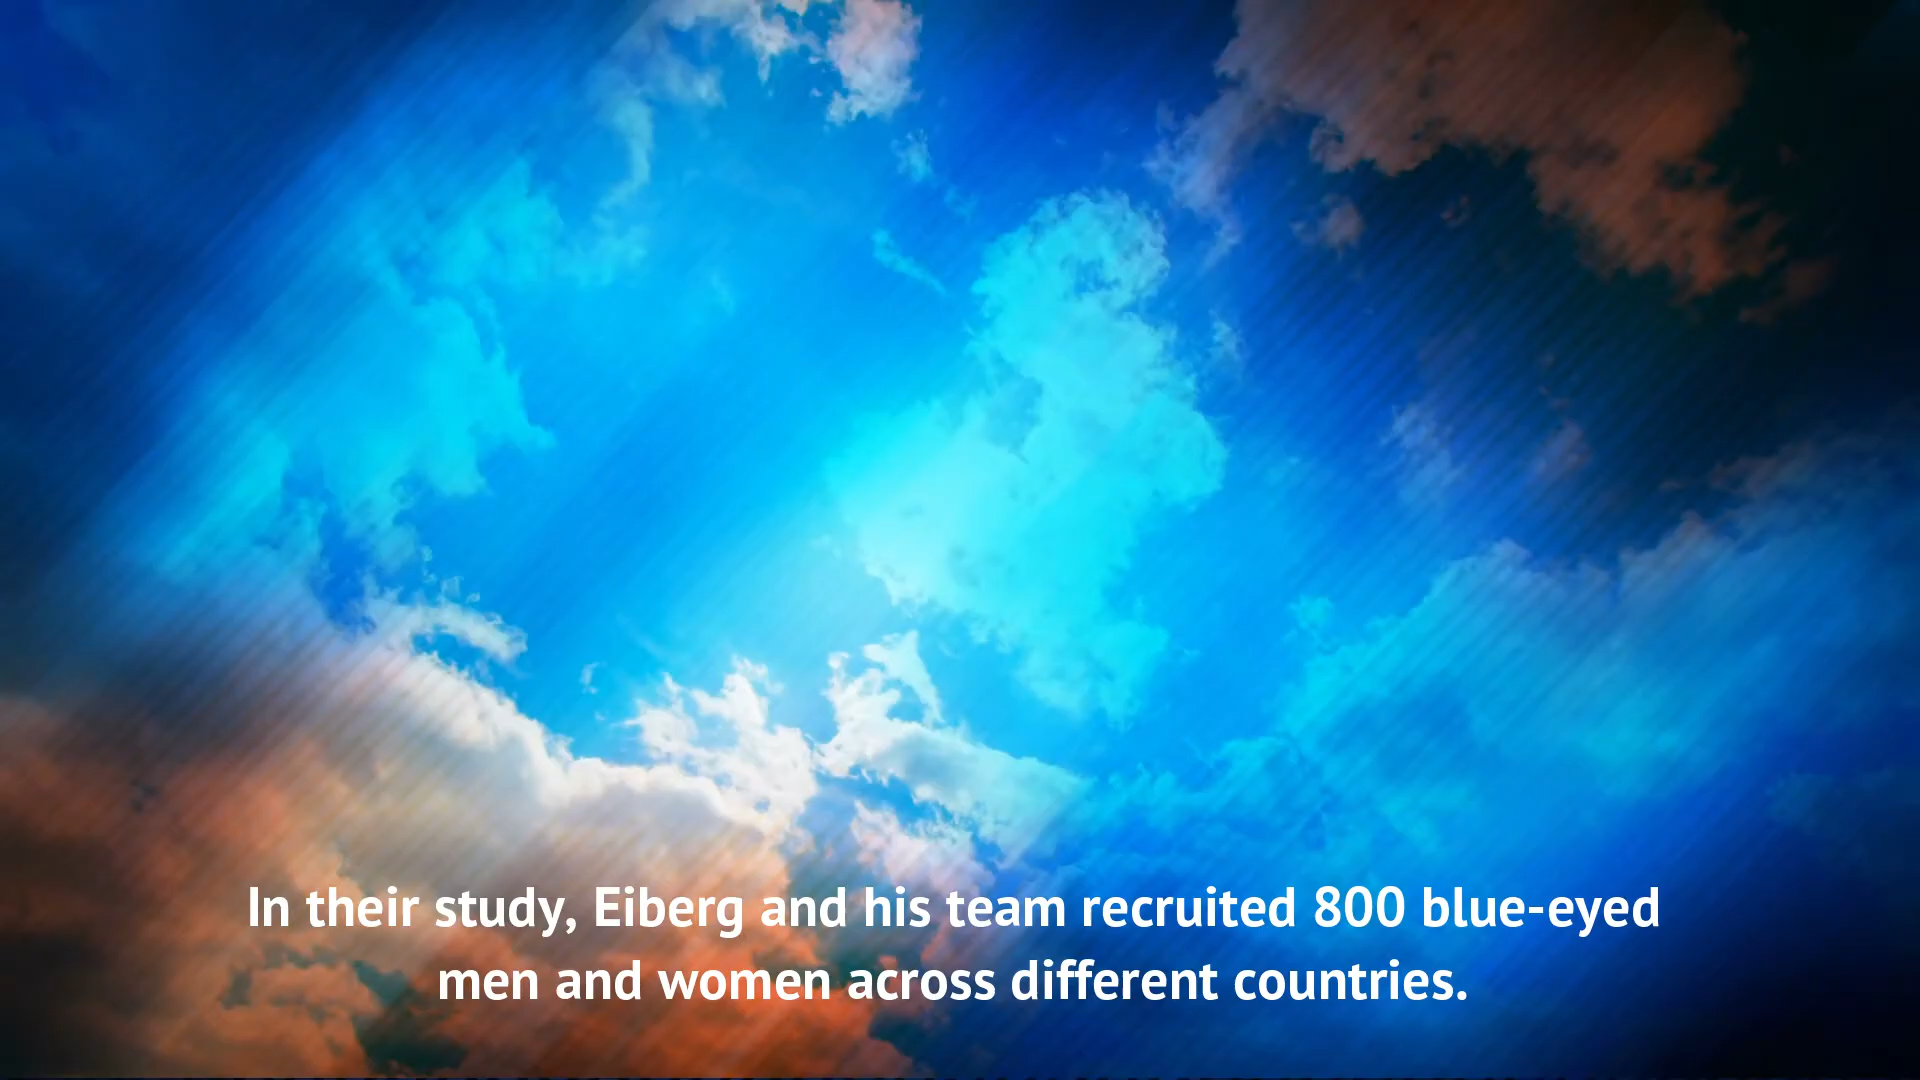 In their study, Eiberg and his team recruited 800 blue-eyed
men and women across different countries.